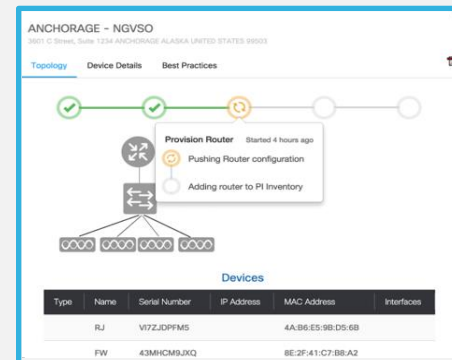 ANCHORAGE - NGVSO
3601 C Street, Suite 1234 ANCHORAGE ALASKA UNITED STATES 99503
Topology Device Details Best Practices
Provision Router Started 4 hours ago
Pushing Router configuration
Adding router to PI Inventory
Devices
Type Name Serial Number IP Address MAC Address Interfaces
RJ VI7ZJDPFM5 4A:B6:E5:9B:D5:6B
FW 43MHCM9JXQ 8E:2F:41:C7:B8:A2